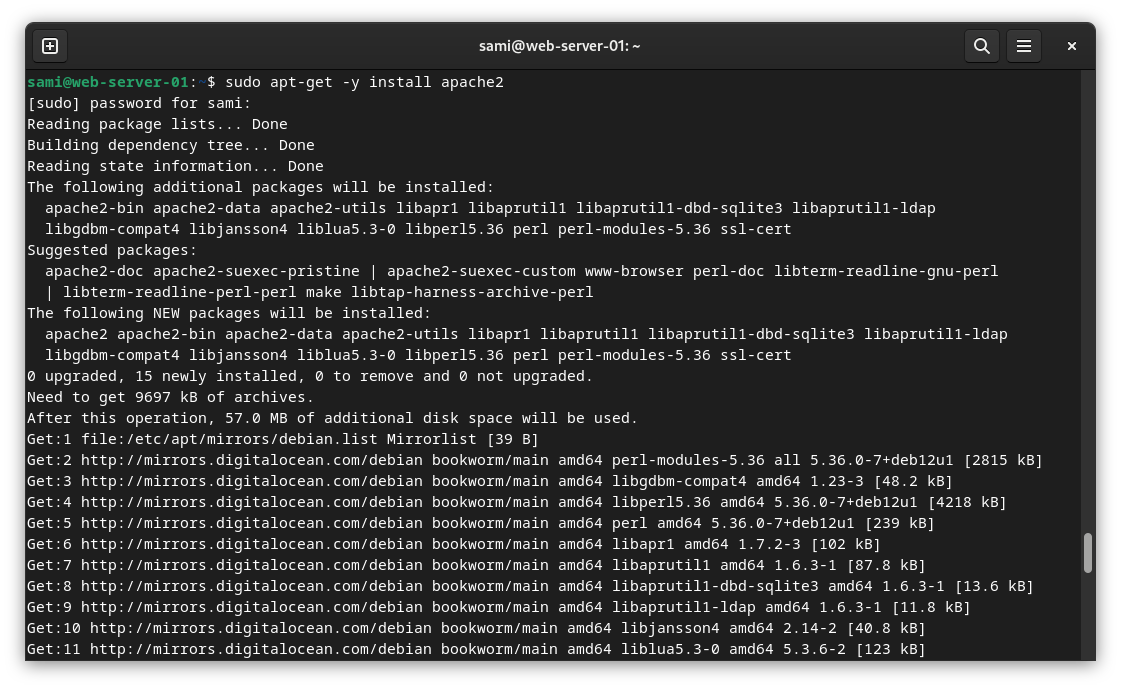 sami@web-server-01: ~
sami@web-server-01:~$ sudo apt-get -y install apache2
[sudo] password for sami:
Reading package lists... Done
Building dependency tree... Done
Reading state information... Done
The following additional packages will be installed:
  apache2-bin apache2-data apache2-utils libapr1 libaprutil1 libaprutil1-dbd-sqlite3 libaprutil1-ldap
  libgdbm-compat4 libjansson4 liblua5.3-0 libperl5.36 perl perl-modules-5.36 ssl-cert
Suggested packages:
  apache2-doc apache2-suexec-pristine | apache2-suexec-custom www-browser perl-doc libterm-readline-gnu-perl
  | libterm-readline-perl-perl make libtap-harness-archive-perl
The following NEW packages will be installed:
  apache2 apache2-bin apache2-data apache2-utils libapr1 libaprutil1 libaprutil1-dbd-sqlite3 libaprutil1-ldap
  libgdbm-compat4 libjansson4 liblua5.3-0 libperl5.36 perl perl-modules-5.36 ssl-cert
0 upgraded, 15 newly installed, 0 to remove and 0 not upgraded.
Need to get 9697 kB of archives.
After this operation, 57.0 MB of additional disk space will be used.
Get:1 file:/etc/apt/mirrors/debian.list Mirrorlist [39 B]
Get:2 http://mirrors.digitalocean.com/debian bookworm/main amd64 perl-modules-5.36 all 5.36.0-7+deb12u1 [2815 kB]
Get:3 http://mirrors.digitalocean.com/debian bookworm/main amd64 libgdbm-compat4 amd64 1.23-3 [48.2 kB]
Get:4 http://mirrors.digitalocean.com/debian bookworm/main amd64 libperl5.36 amd64 5.36.0-7+deb12u1 [4218 kB]
Get:5 http://mirrors.digitalocean.com/debian bookworm/main amd64 perl amd64 5.36.0-7+deb12u1 [239 kB]
Get:6 http://mirrors.digitalocean.com/debian bookworm/main amd64 libapr1 amd64 1.7.2-3 [102 kB]
Get:7 http://mirrors.digitalocean.com/debian bookworm/main amd64 libaprutil1 amd64 1.6.3-1 [87.8 kB]
Get:8 http://mirrors.digitalocean.com/debian bookworm/main amd64 libaprutil1-dbd-sqlite3 amd64 1.6.3-1 [13.6 kB]
Get:9 http://mirrors.digitalocean.com/debian bookworm/main amd64 libaprutil1-ldap amd64 1.6.3-1 [11.8 kB]
Get:10 http://mirrors.digitalocean.com/debian bookworm/main amd64 libjansson4 amd64 2.14-2 [40.8 kB]
Get:11 http://mirrors.digitalocean.com/debian bookworm/main amd64 liblua5.3-0 amd64 5.3.6-2 [123 kB]